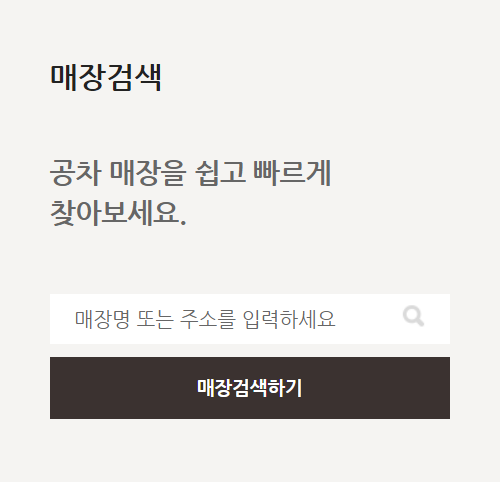 매장검색
공차 매장을 쉽고 빠르게
찾아보세요.
매장명 또는 주소를 입력하세요
매장검색하기